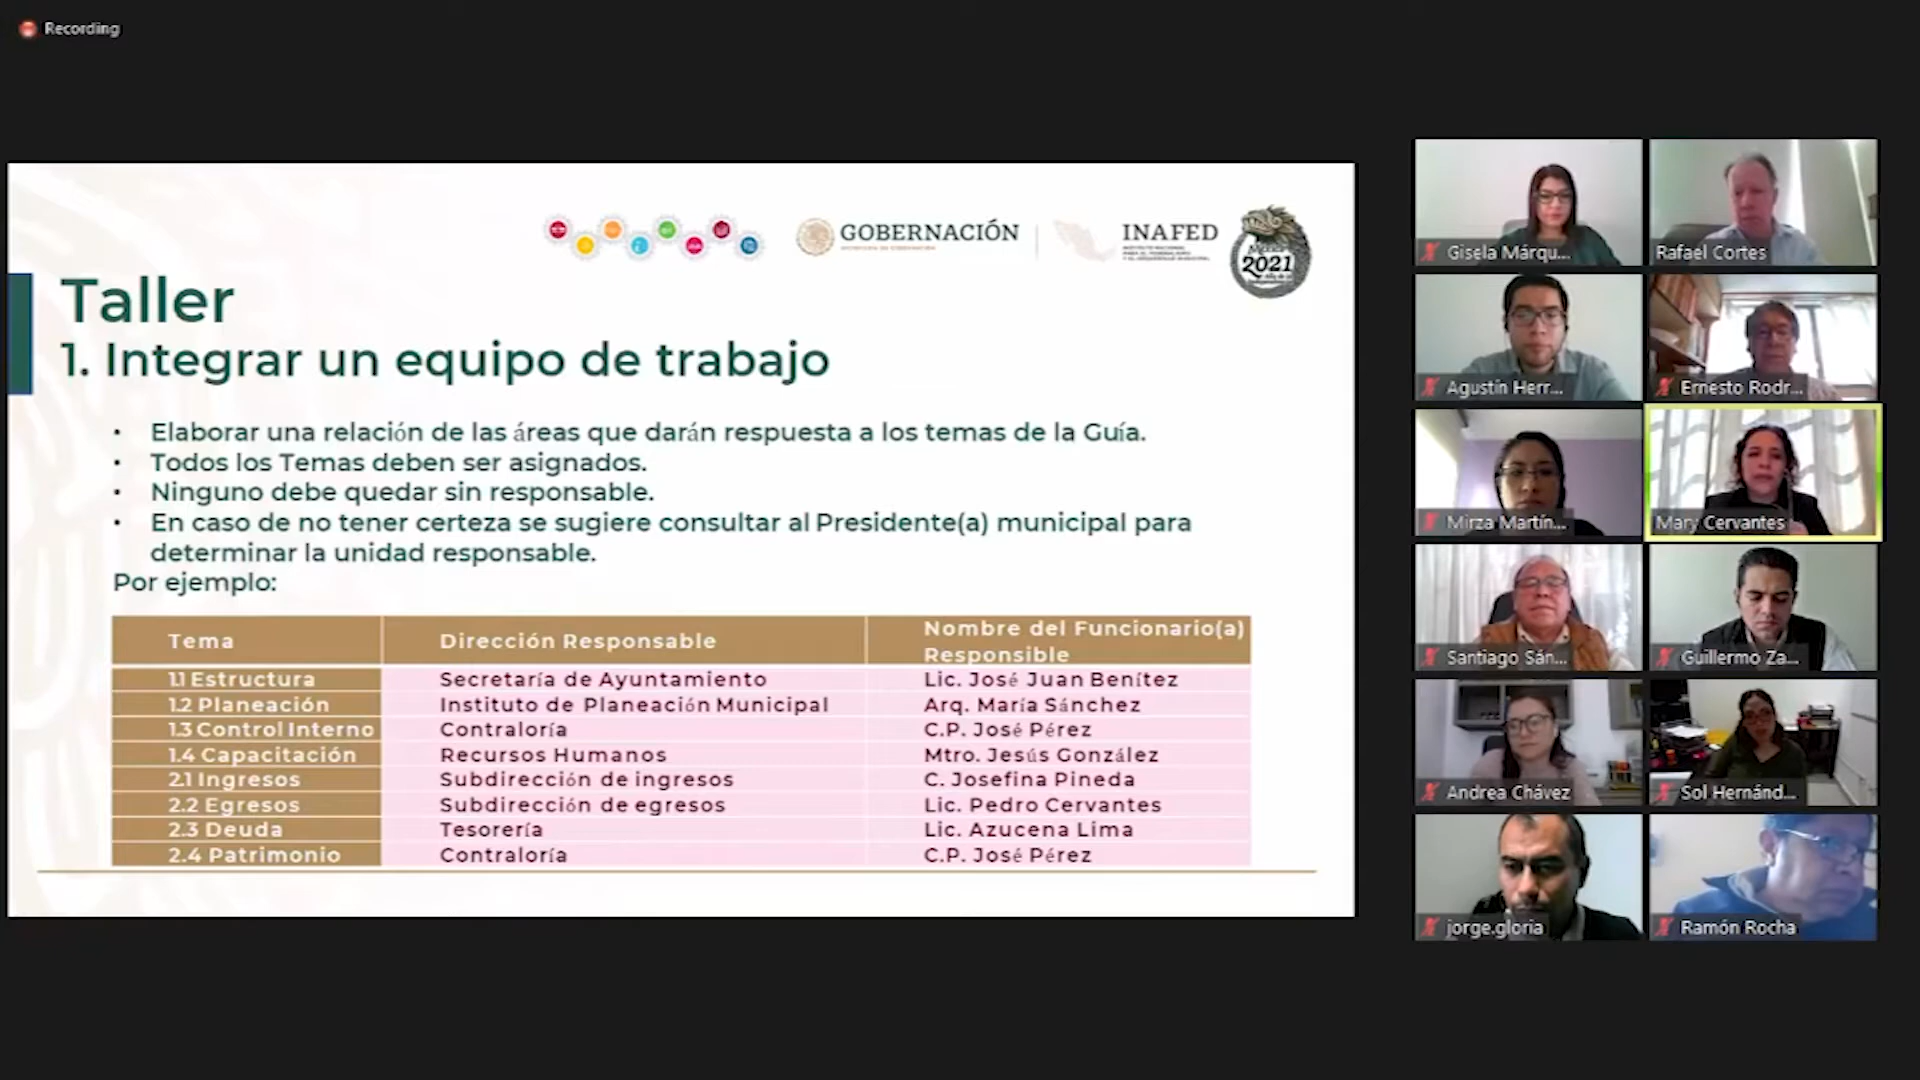 Recording
GOBERNACIÓN
INAFED
2021
Taller
1. Integrar un equipo de trabajo
• Elaborar una relación de las áreas que darán respuesta a los temas de la Guía.
• Todos los Temas deben ser asignados.
• Ninguno debe quedar sin responsable.
• En caso de no tener certeza se sugiere consultar al Presidente(a) municipal para
determinar la unidad responsable.
Por ejemplo:
Tema Dirección Responsable Nombre del Funcionario(a)
Responsible
1.1 Estructura Secretaría de Ayuntamiento Lic. José Juan Benítez
1.2 Planeación Instituto de Planeación Municipal Arq. María Sánchez
1.3 Control Interno Contraloría C.P. José Pérez
1.4 Capacitación Recursos Humanos Mtro. Jesús González
2.1 Ingresos Subdirección de ingresos C. Josefina Pineda
2.2 Egresos Subdirección de egresos Lic. Pedro Cervantes
2.3 Deuda Tesorería Lic. Azucena Lima
2.4 Patrimonio Contraloría C.P. José Pérez
Gisela Márqu...
Rafael Cortes
Agustín Herr...
Ernesto Rodr...
Mirza Martín...
Mary Cervantes
Santiago Sán...
Guillermo Za...
Andrea Chávez
Sol Hernánd...
jorge.gloria
Ramón Rocha